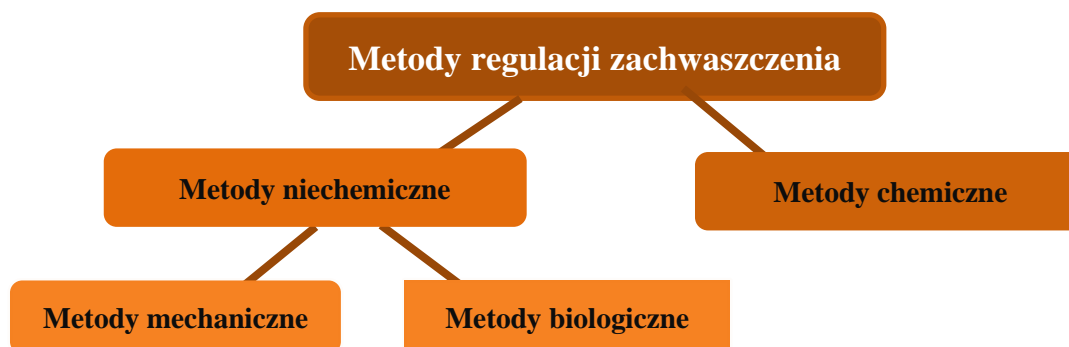 Metody regulacji zachwaszczenia
Metody niechemiczne
Metody chemiczne
Metody mechaniczne
Metody biologiczne